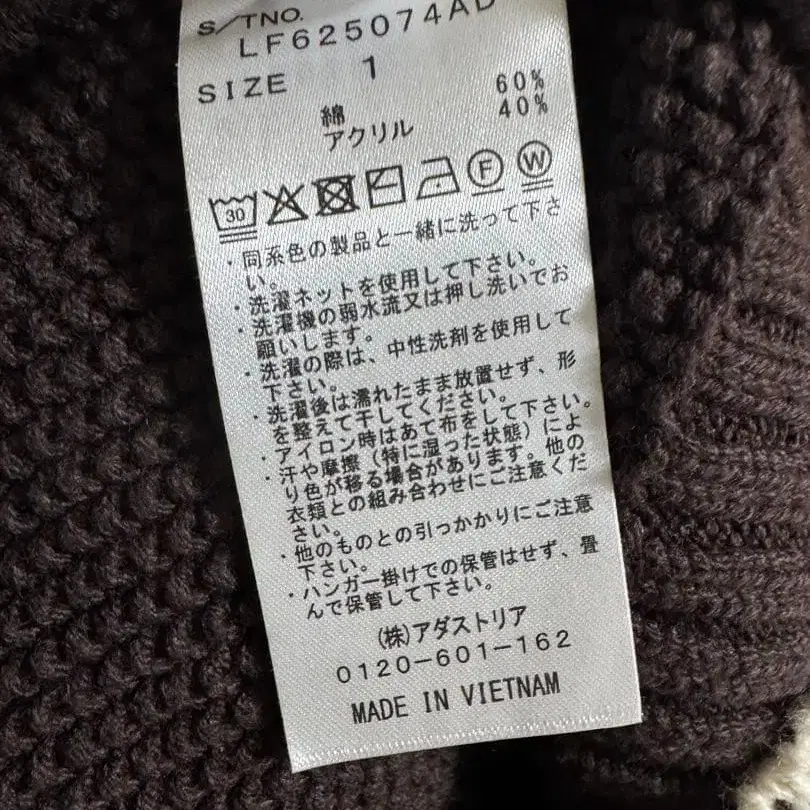 S/TNO.
LF625074AD
SIZE 1
綿 60%
アクリル 40%
30 F W
・同系色の製品と一緒に洗って下さ
い。
・洗濯ネットを使用して下さい。
・洗濯機の弱水流又は押し洗いでお
願いします。
・洗濯の際は、中性洗剤を使用して
下さい。
・洗濯後は濡れたまま放置せず、形
を整えて干してください。
・アイロン時はあて布をして下さい。
・汗や摩擦（特に湿った状態）によ
り色が移る場合があります。他の
衣類との組み合わせにご注意くだ
さい。
・他のものとの引っかかりにご注意
下さい。
・ハンガー掛けでの保管はせず、畳
んで保管して下さい。
(株)アダストリア
0120-601-162
MADE IN VIETNAM